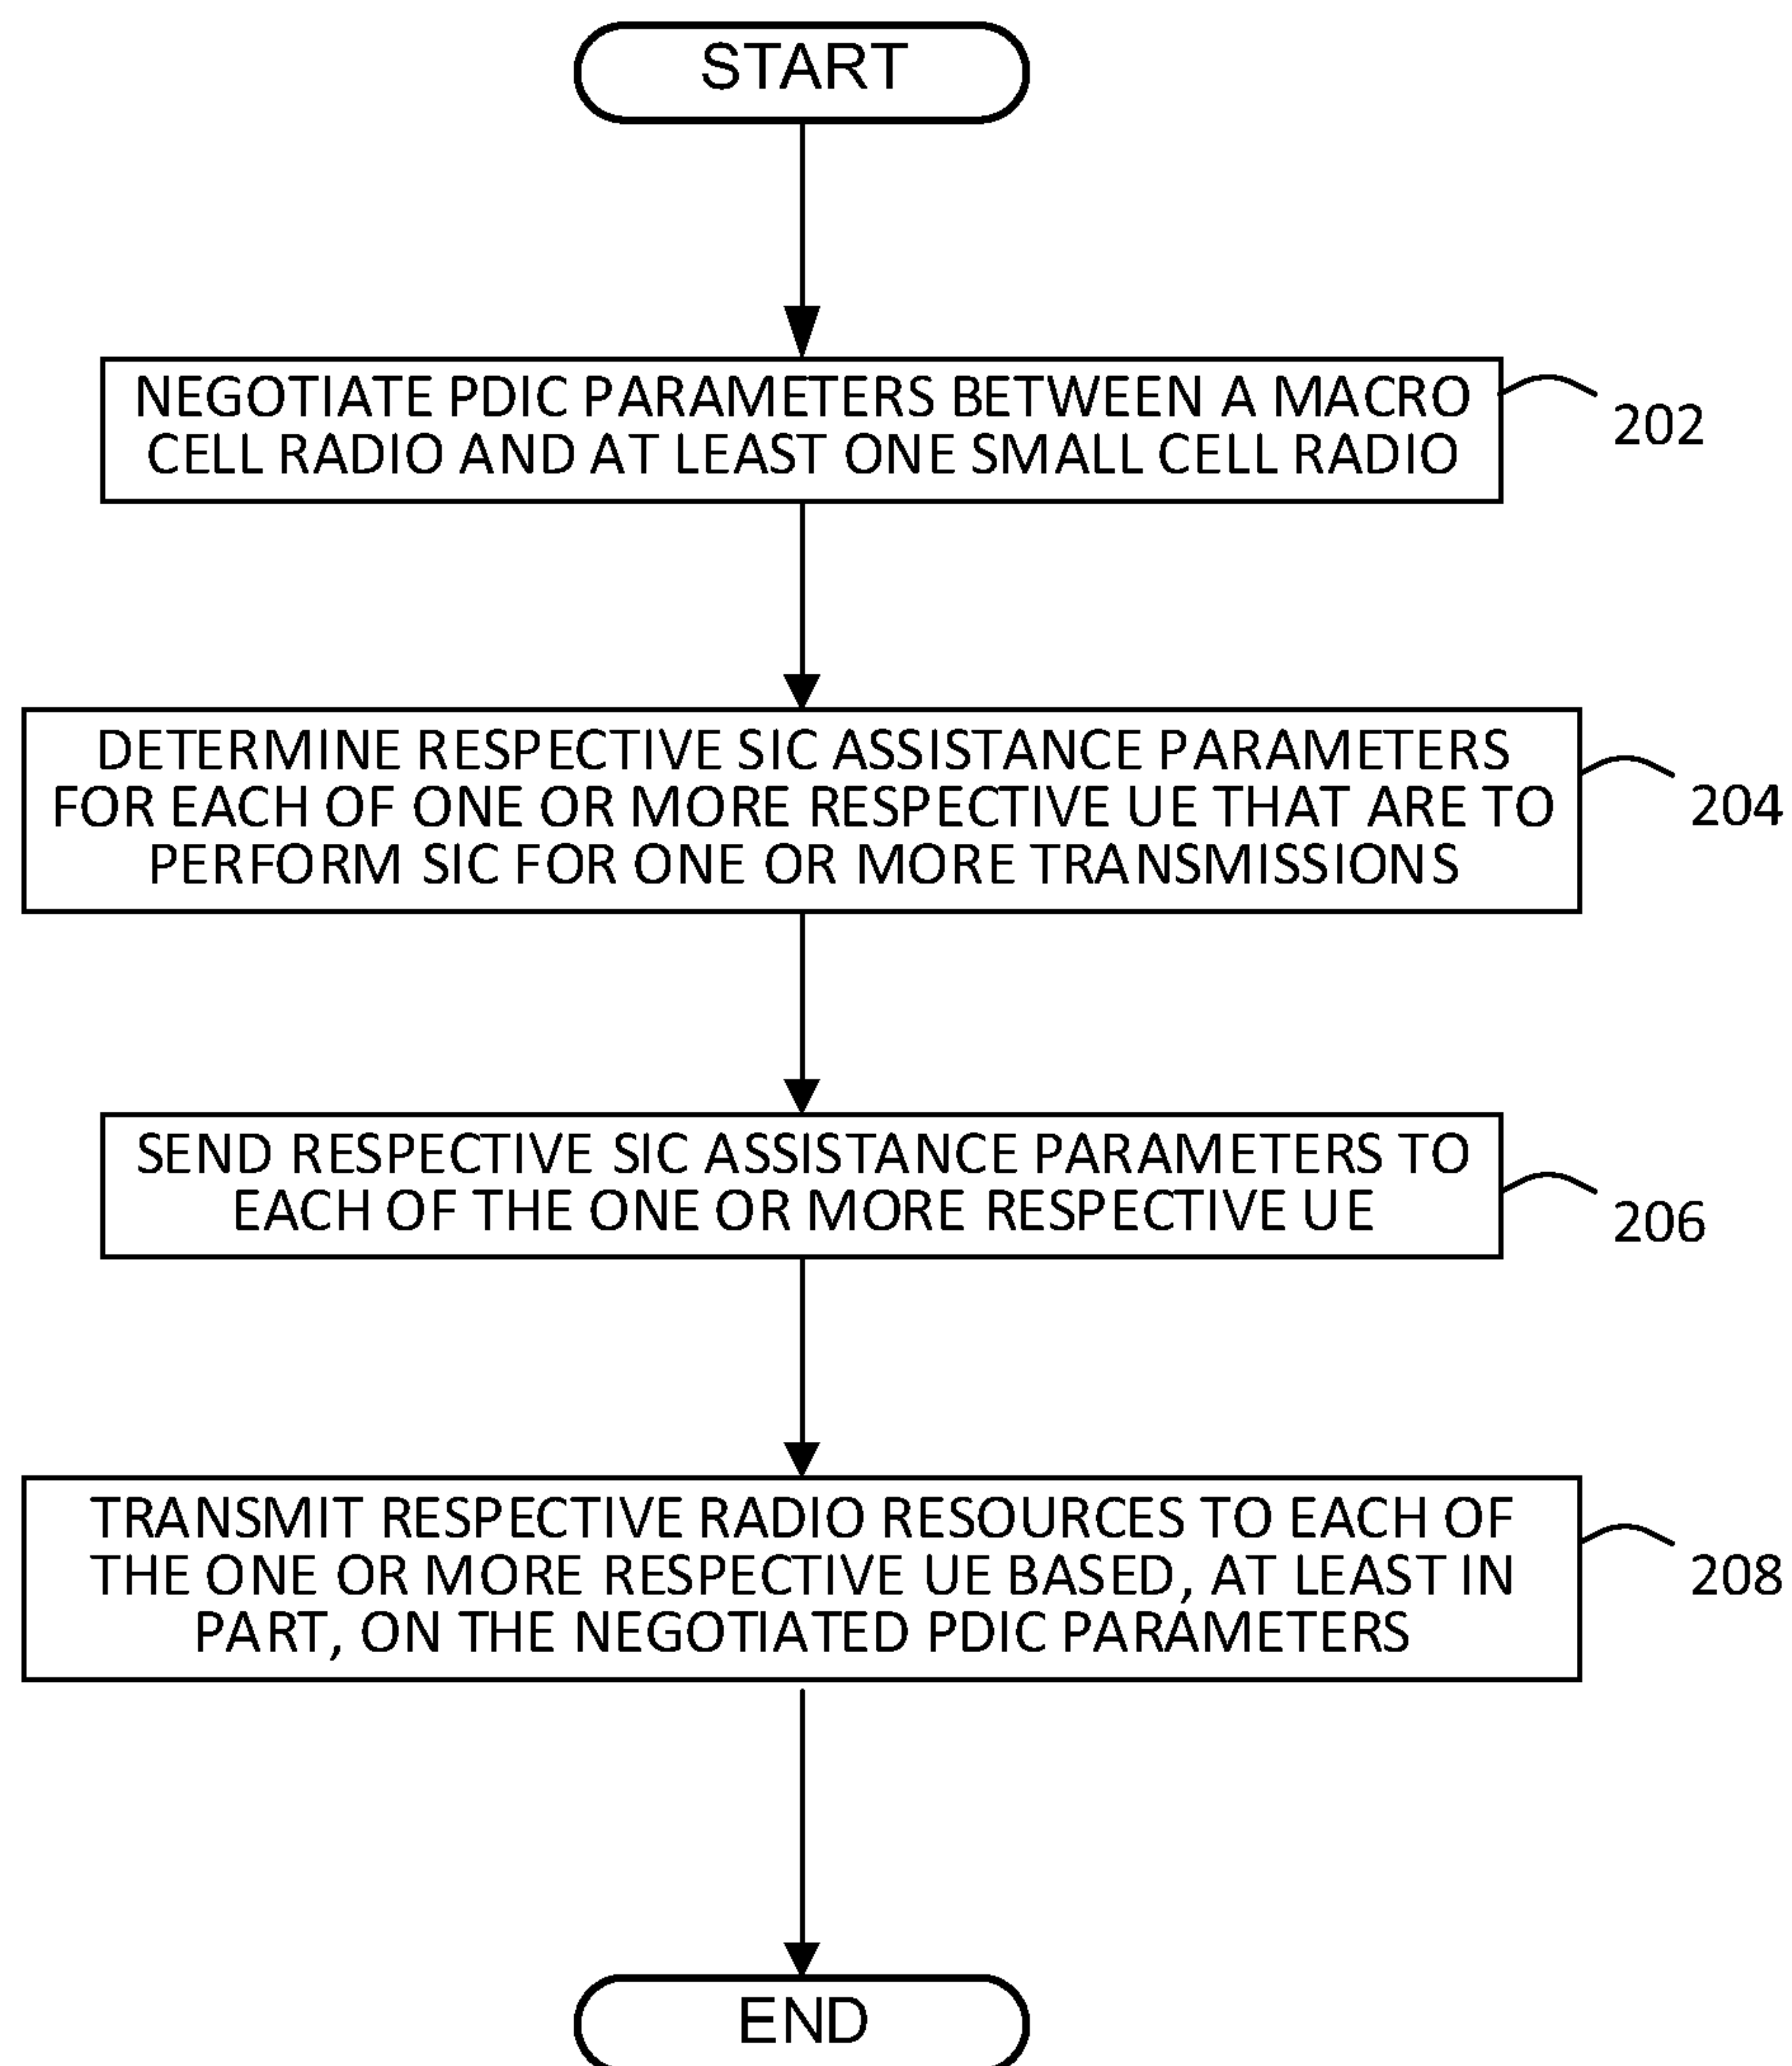 START
NEGOTIATE PDIC PARAMETERS BETWEEN A MACRO
CELL RADIO AND AT LEAST ONE SMALL CELL RADIO
202
DETERMINE RESPECTIVE SIC ASSISTANCE PARAMETERS
FOR EACH OF ONE OR MORE RESPECTIVE UE THAT ARE TO
PERFORM SIC FOR ONE OR MORE TRANSMISSIONS
204
SEND RESPECTIVE SIC ASSISTANCE PARAMETERS TO
EACH OF THE ONE OR MORE RESPECTIVE UE
206
TRANSMIT RESPECTIVE RADIO RESOURCES TO EACH OF
THE ONE OR MORE RESPECTIVE UE BASED, AT LEAST IN
PART, ON THE NEGOTIATED PDIC PARAMETERS
208
END